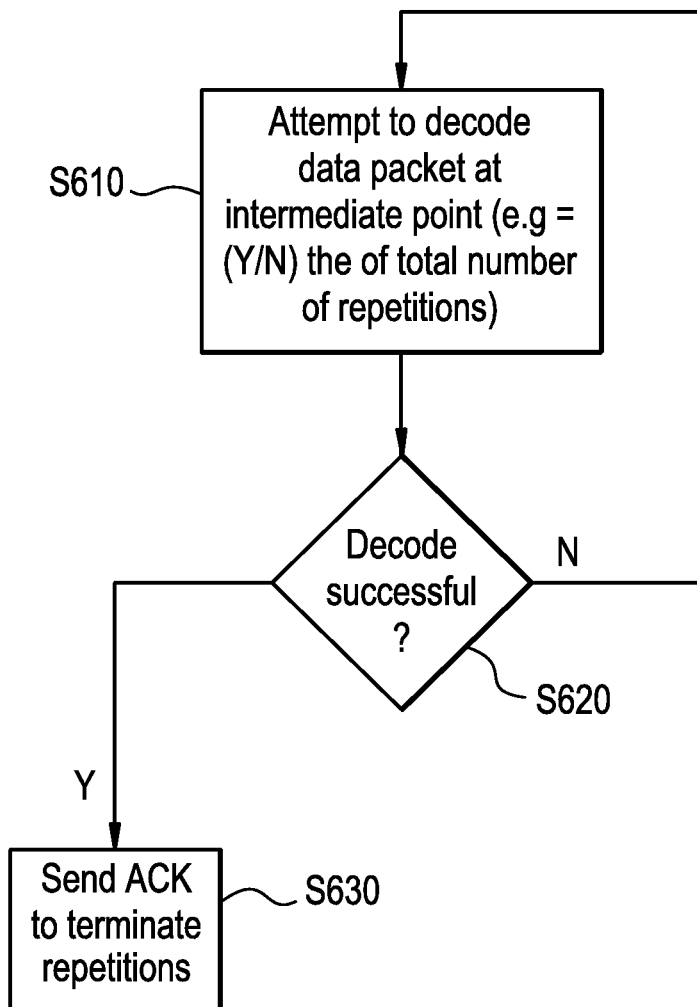 Attempt to decode
data packet at
intermediate point (e.g =
(Y/N) the of total number
of repetitions)
S610
Decode
successful
?
N
S620
Y
Send ACK
to terminate
repetitions
S630